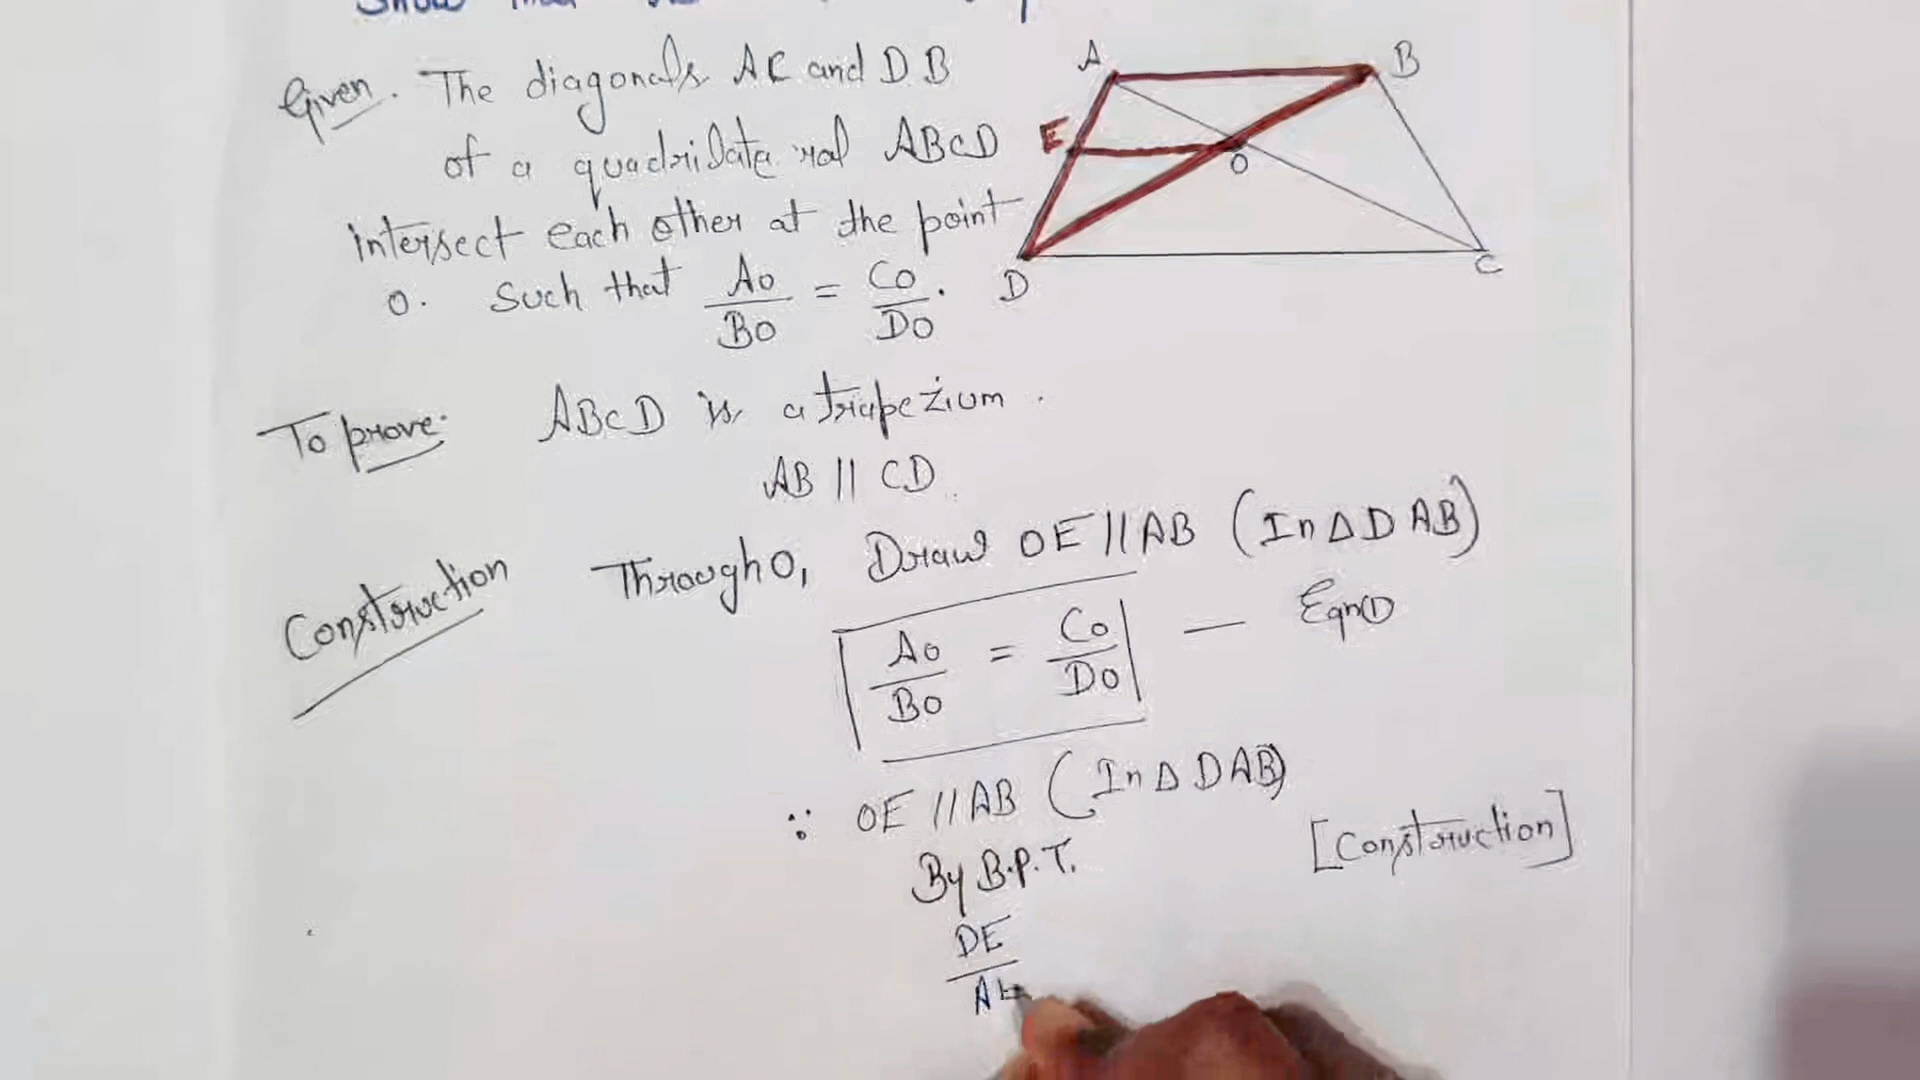 Given. The diagonals AC and DB
of a quadrilateral ABCD
intersect each other at the point
O. Such that AO/BO = CO/DO.
A
B
E
O
D
C
To prove: ABCD is a trapezium.
AB || CD.
Construction Through O, Draw OE || AB (In Δ DAB)
AO/BO = CO/DO — Eqn①
∵ OE || AB (In Δ DAB)
[Construction]
By B.P.T.
DE
A